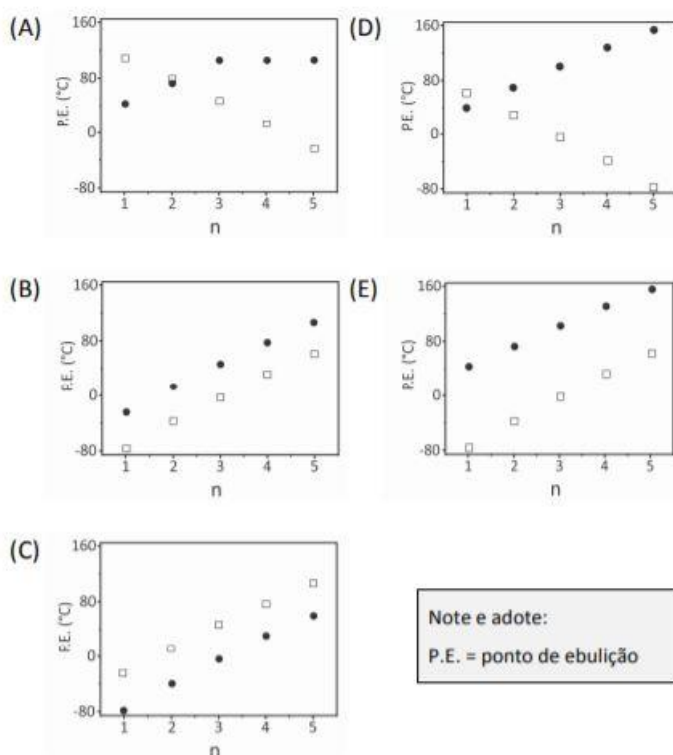 (A)
160
80
0
-80
P.E. (°C)
1 2 3 4 5
n
(D)
160
80
0
-80
P.E. (°C)
1 2 3 4 5
n
(B)
160
80
0
-80
P.E. (°C)
1 2 3 4 5
n
(E)
160
80
0
-80
P.E. (°C)
1 2 3 4 5
n
(C)
160
80
0
-80
P.E. (°C)
1 2 3 4 5
n
Note e adote:
P.E. = ponto de ebulição